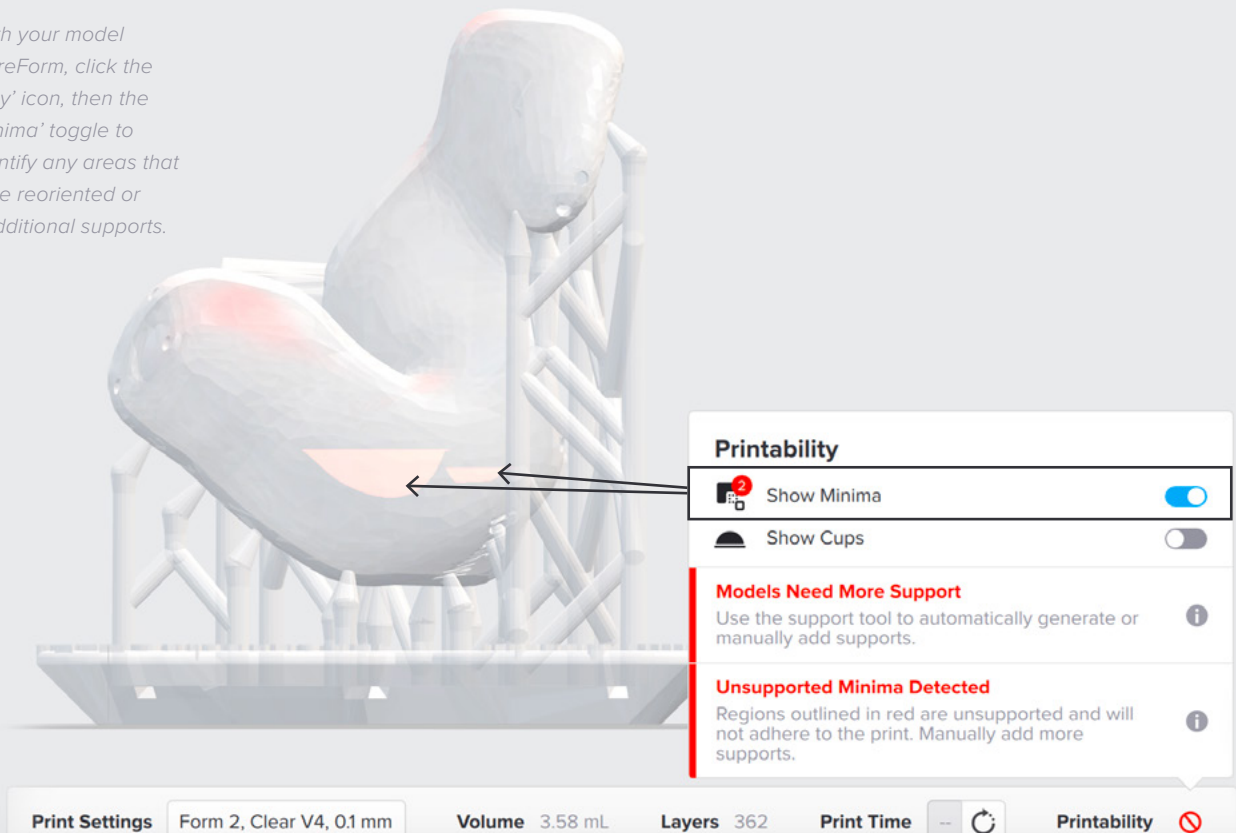 h your model
reForm, click the
y’ icon, then the
nima’ toggle to
ntify any areas that
e reoriented or
dditional supports.
Printability
2
Show Minima
Show Cups
Models Need More Support
Use the support tool to automatically generate or
manually add supports.
Unsupported Minima Detected
Regions outlined in red are unsupported and will
not adhere to the print. Manually add more
supports.
Print Settings Form 2, Clear V4, 0.1 mm Volume 3.58 mL Layers 362 Print Time -- Printability